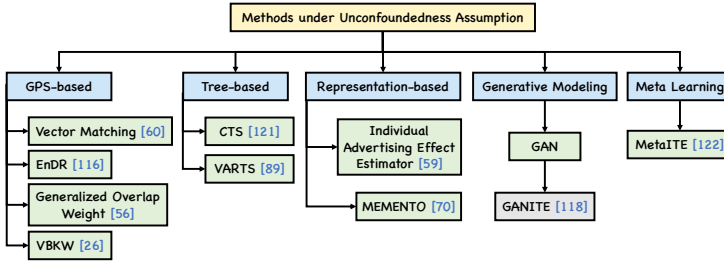 Methods under Unconfoundedness Assumption
GPS-based
Tree-based
Representation-based
Generative Modeling
Meta Learning
Vector Matching [60]
EnDR [116]
Generalized Overlap
Weight [56]
VBKW [26]
CTS [121]
VARTS [89]
Individual
Advertising Effect
Estimator [59]
MEMENTO [70]
GAN
GANITE [118]
MetaITE [122]